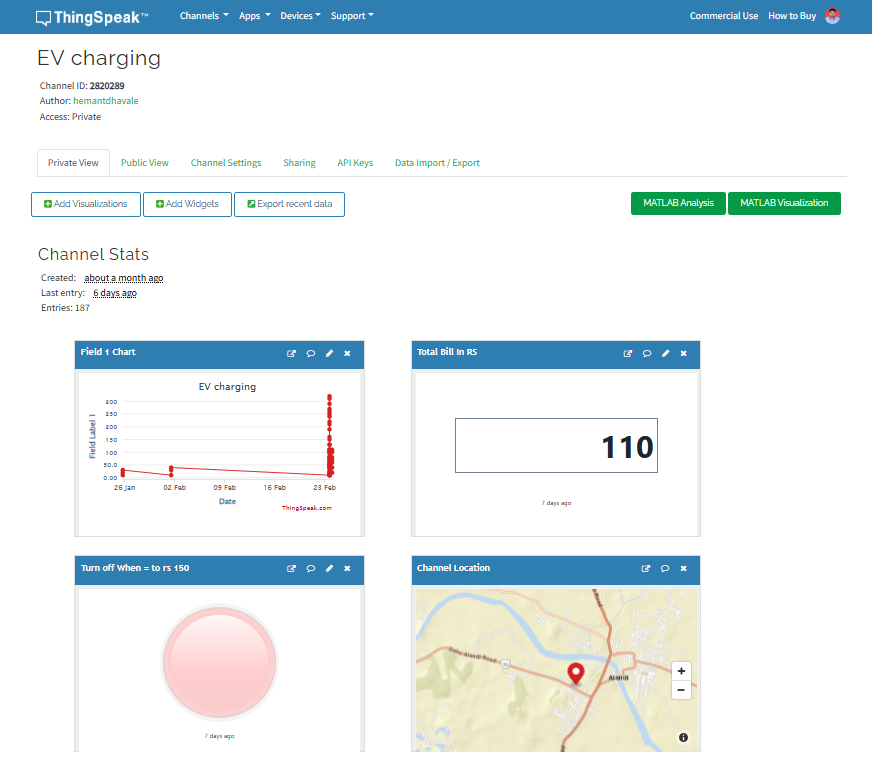 ThingSpeak™ Channels Apps Devices Support Commercial Use How to Buy
EV charging
Channel ID: 2820289
Author: hemantdhavale
Access: Private
Private View Public View Channel Settings Sharing API Keys Data Import / Export
Add Visualizations Add Widgets Export recent data MATLAB Analysis MATLAB Visualization
Channel Stats
Created: about a month ago
Last entry: 6 days ago
Entries: 187
Field 1 Chart
EV charging
Field Label 1
300
250
200
150
100
50.0
0.00
26 Jan 02 Feb 09 Feb 16 Feb 23 Feb
Date
ThingSpeak.com
Total Bill In RS
110
7 days ago
Turn off When = to rs 150
7 days ago
Channel Location
Road
Dehu Alandi Road
Alandi
+
−